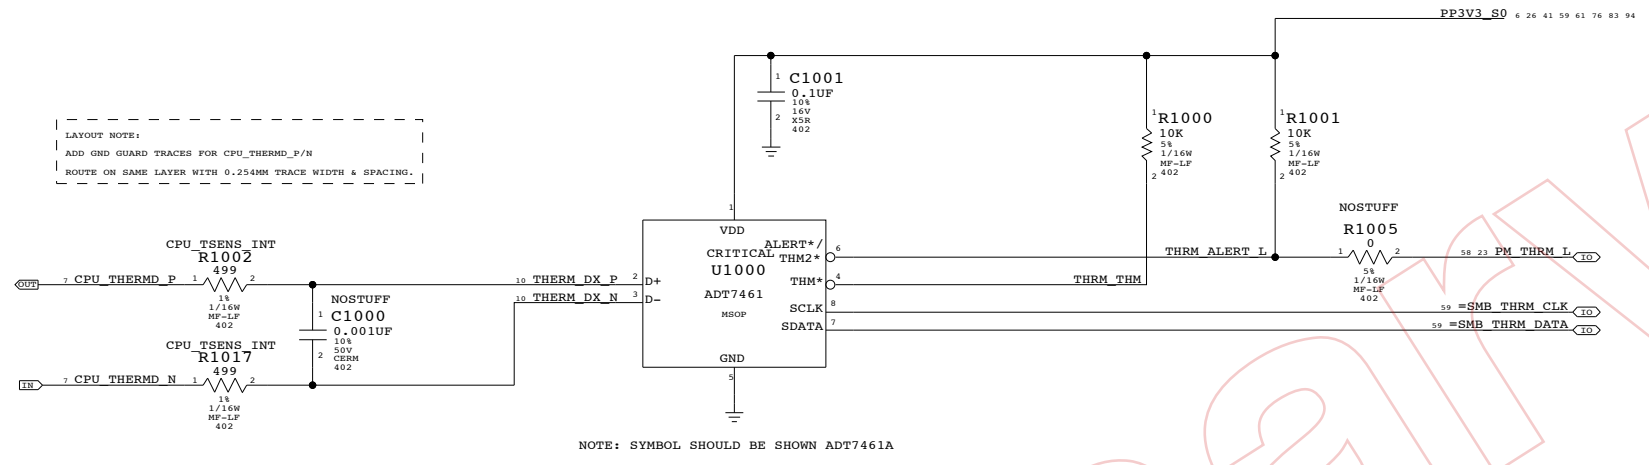 PP3V3_S0 6 26 41 59 61 76 83 94
C1001
0.1UF
10%
16V
X5R
402
1
2
LAYOUT NOTE:
ADD GND GUARD TRACES FOR CPU_THERMD_P/N
ROUTE ON SAME LAYER WITH 0.254MM TRACE WIDTH & SPACING.
1
R1000
10K
5%
1/16W
MF-LF
402
2
1
R1001
10K
5%
1/16W
MF-LF
402
2
NOSTUFF
R1005
0
1 2
5%
1/16W
MF-LF
402
58 23 PM_THRM_L IO
CPU_TSENS_INT
R1002
499
OUT 7 CPU_THERMD_P 1 2
1%
1/16W
MF-LF
402
NOSTUFF
C1000
0.001UF
10%
50V
CERM
402
1
2
CPU_TSENS_INT
R1017
499
IN 7 CPU_THERMD_N 1 2
1%
1/16W
MF-LF
402
10 THERM_DX_P 2
10 THERM_DX_N 3
1
VDD
CRITICAL
U1000
ADT7461
MSOP
D+
D-
ALERT*/
THM2*
THM*
SCLK
SDATA
GND
5
6 THRM_ALERT_L
4 THRM_THM
8 59 =SMB_THRM_CLK IO
7 59 =SMB_THRM_DATA IO
NOTE: SYMBOL SHOULD BE SHOWN ADT7461A